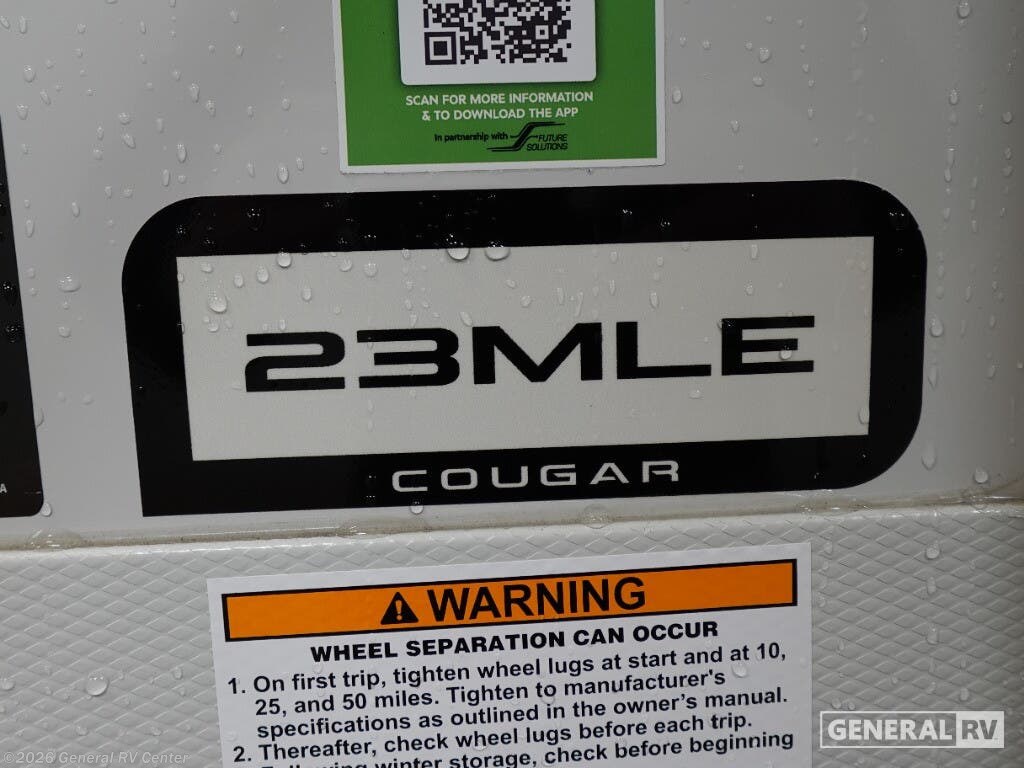 SCAN FOR MORE INFORMATION
& TO DOWNLOAD THE APP
In partnership with FUTURE
SOLUTIONS
23MLE
COUGAR
A
WARNING
WHEEL SEPARATION CAN OCCUR
1. On first trip, tighten wheel lugs at start and at 10,
25, and 50 miles. Tighten to manufacturer's
specifications as outlined in the owner's manual.
2. Thereafter, check wheel lugs before each trip.
Following winter storage, check before beginning
GENERAL RV
©2026 General RV Center